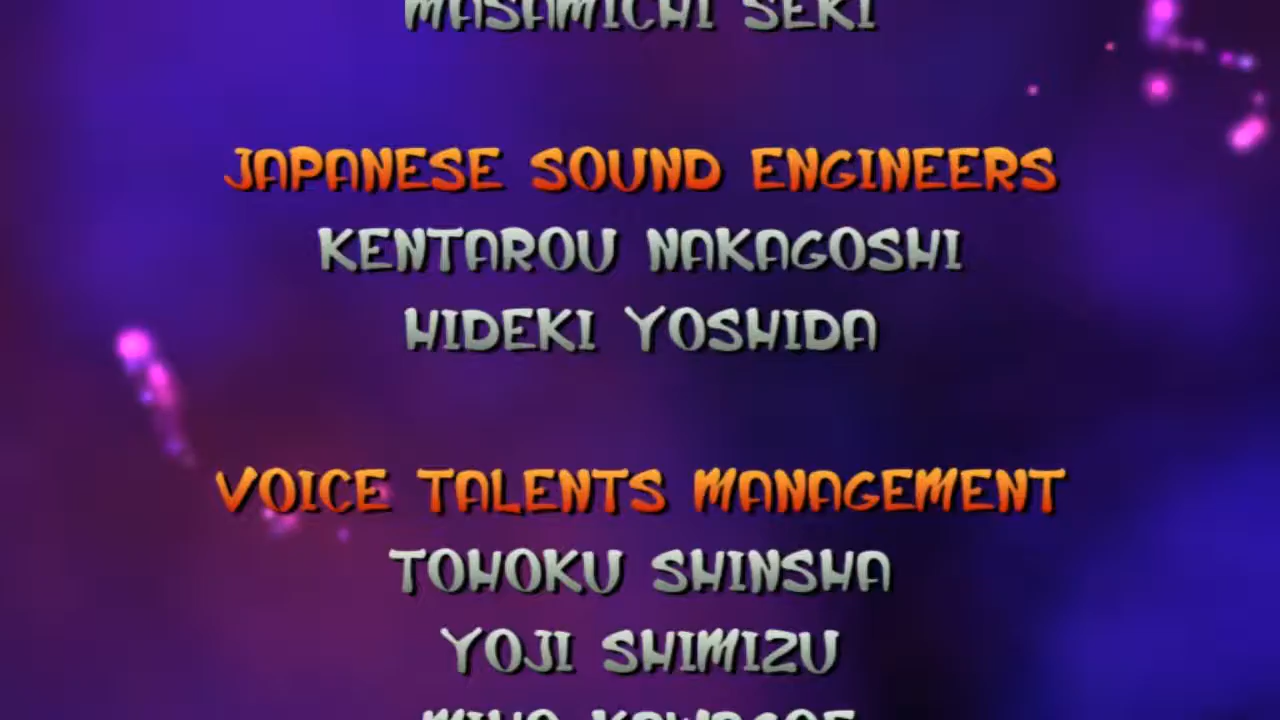 MASAMICHI SEKI
JAPANESE SOUND ENGINEERS
KENTAROU NAKAGOSHI
HIDEKI YOSHIDA
VOICE TALENTS MANAGEMENT
TOHOKU SHINSHA
YOJI SHIMIZU